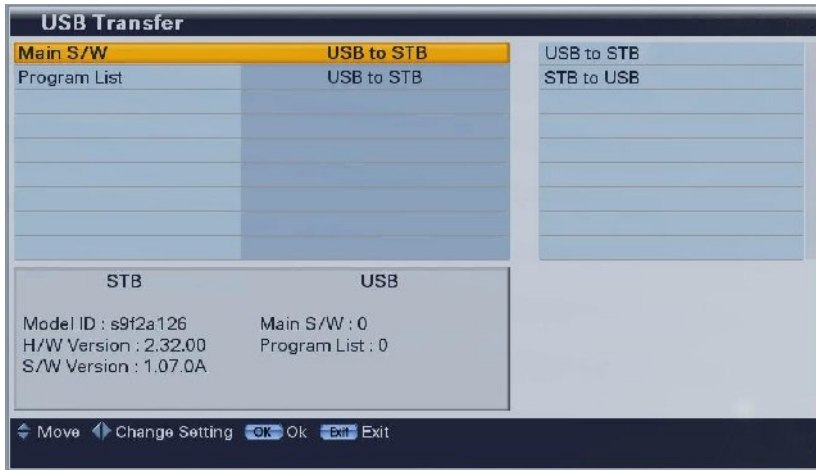 USB Transfer
Main S/W USB to STB
Program List USB to STB
USB to STB
STB to USB
STB USB
Model ID : s9f2a126 Main S/W : 0
H/W Version : 2.32.00 Program List : 0
S/W Version : 1.07.0A
Move Change Setting OK Ok Exit Exit